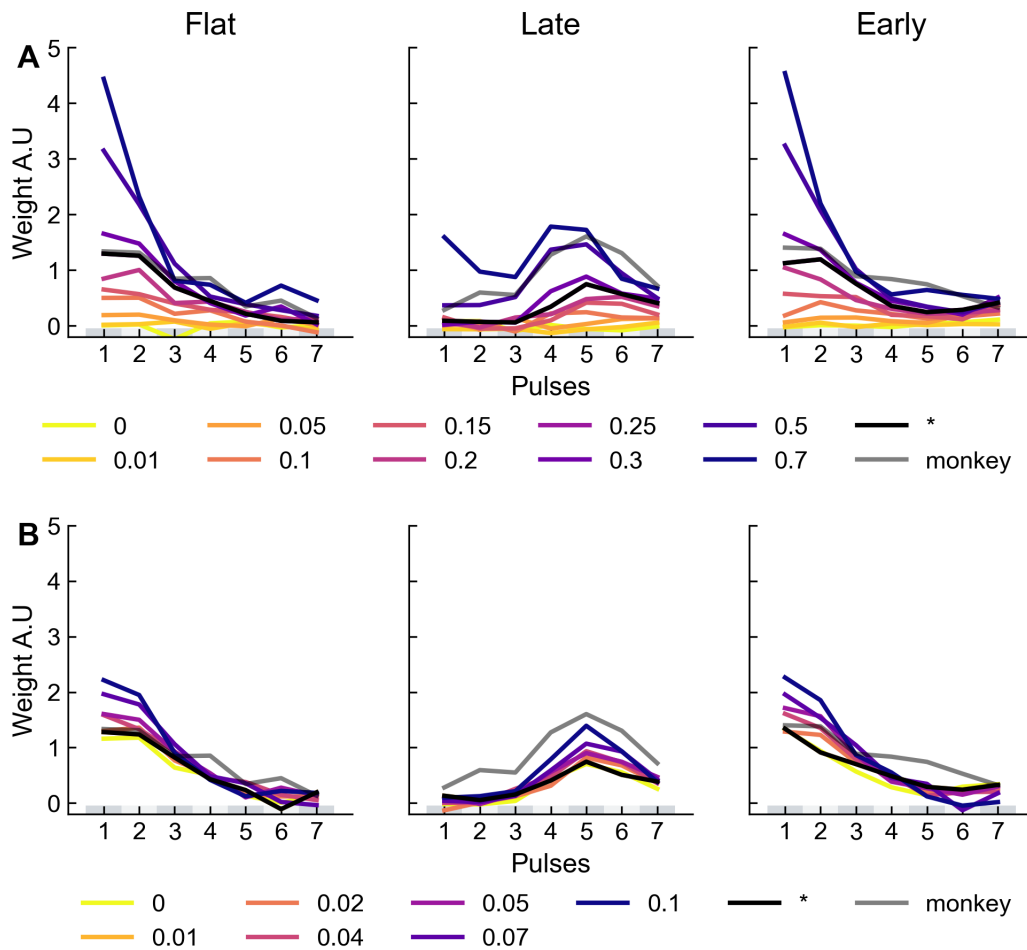 Flat Late Early
A
5
4
3
2
1
0
Weight A.U
1 2 3 4 5 6 7 1 2 3 4 5 6 7 1 2 3 4 5 6 7
Pulses
0 0.05 0.15 0.25 0.5 *
0.01 0.1 0.2 0.3 0.7 monkey
B
5
4
3
2
1
0
Weight A.U
1 2 3 4 5 6 7 1 2 3 4 5 6 7 1 2 3 4 5 6 7
Pulses
0 0.02 0.05 0.1 * monkey
0.01 0.04 0.07